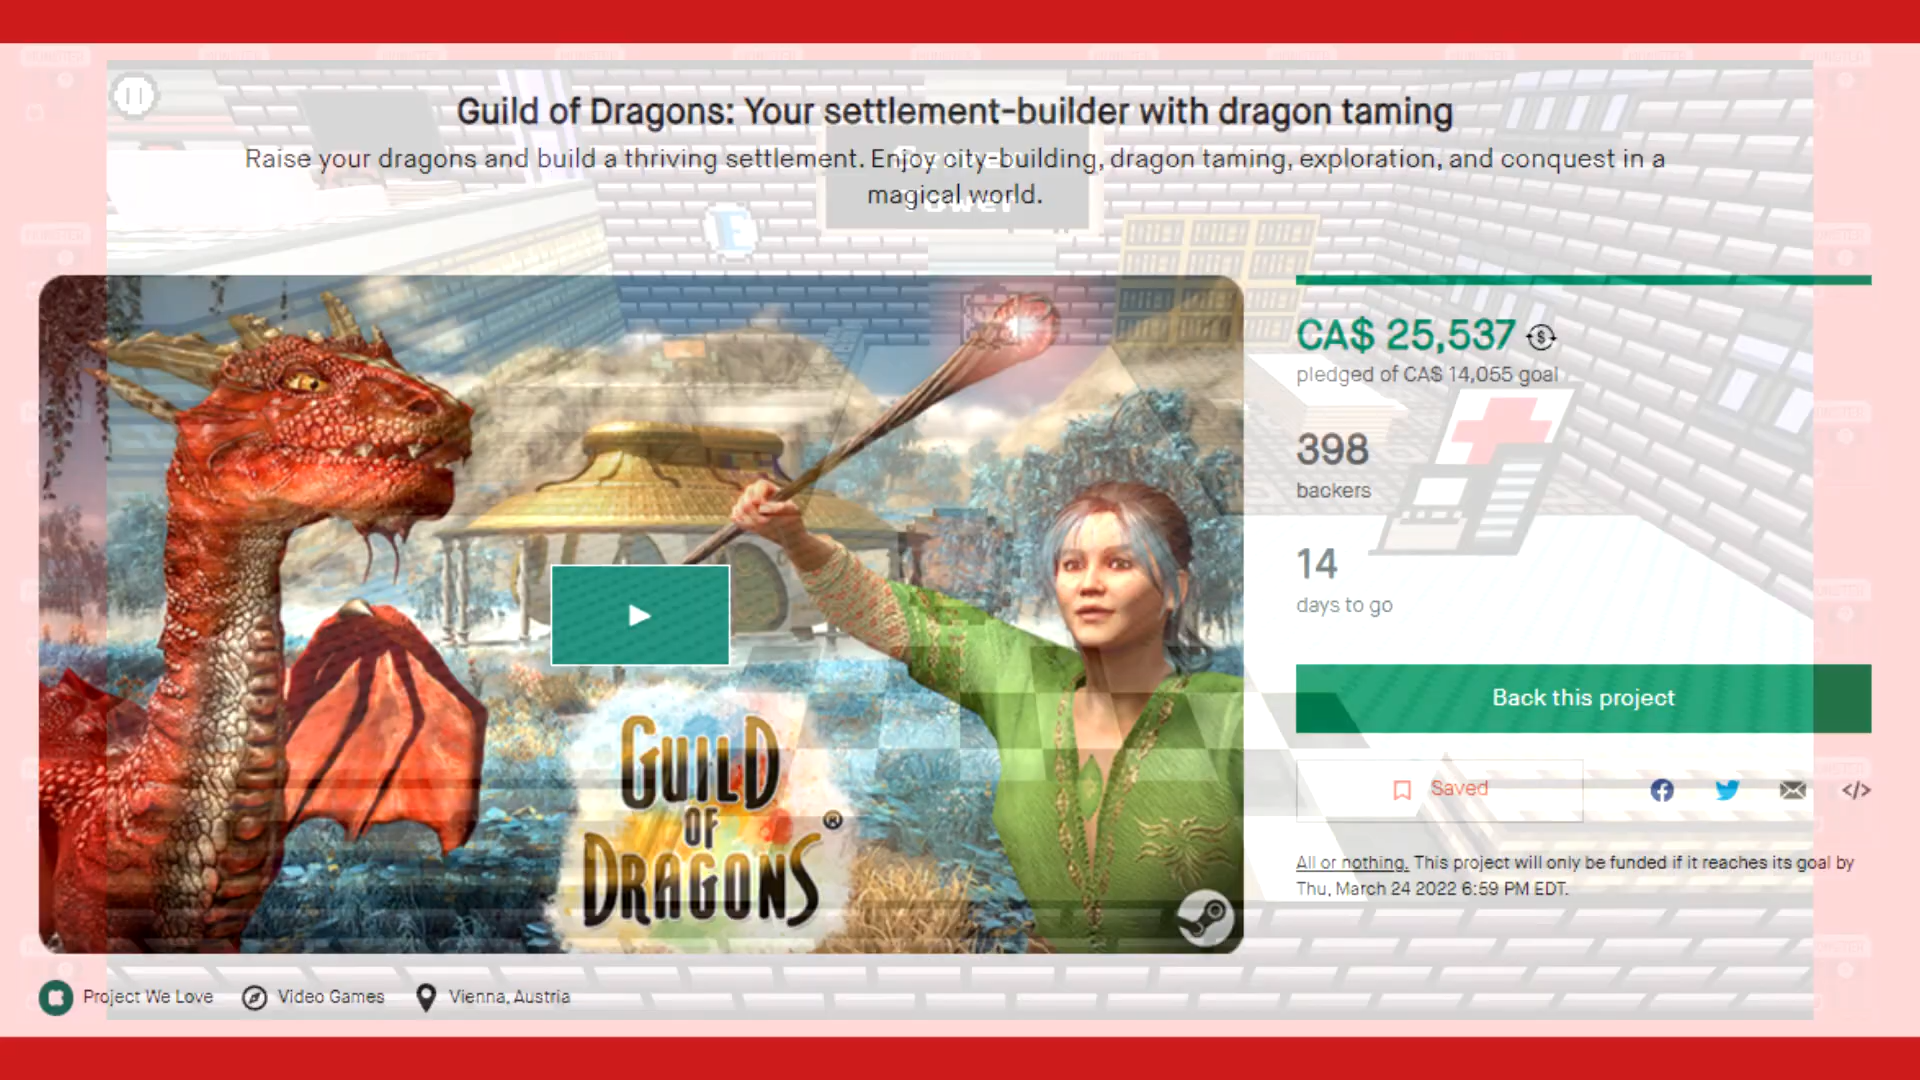 Guild of Dragons: Your settlement-builder with dragon taming
Raise your dragons and build a thriving settlement. Enjoy city-building, dragon taming, exploration, and conquest in a
magical world.
E
CA$ 25,537
pledged of CA$ 14,055 goal
398
backers
14
days to go
Back this project
Saved
</>
All or nothing. This project will only be funded if it reaches its goal by
Thu, March 24 2022 6:59 PM EDT.
GUILD
OF
DRAGONS®
Project We Love
Video Games
Vienna, Austria